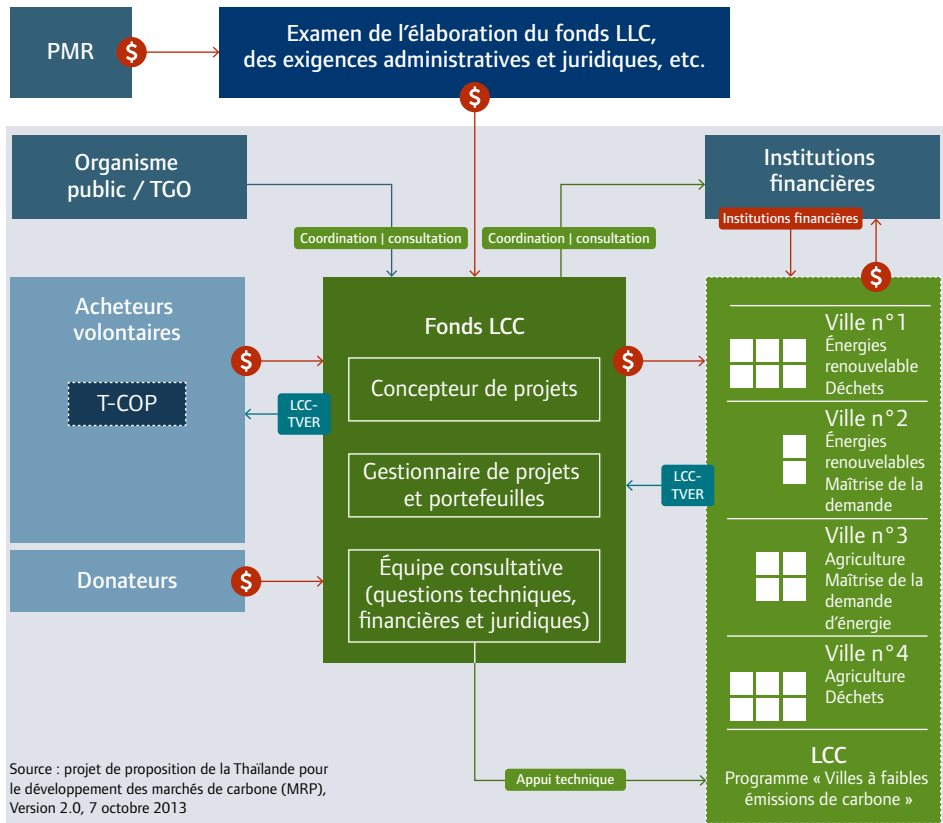 PMR
$
Examen de l'élaboration du fonds LLC,
des exigences administratives et juridiques, etc.
$
Organisme
public / TGO
Institutions
financières
Institutions financières
Coordination | consultation
Coordination | consultation
$
Acheteurs
volontaires
T-COP
$
LCC-
TVER
Fonds LCC
Concepteur de projets
Gestionnaire de projets
et portefeuilles
Équipe consultative
(questions techniques,
financières et juridiques)
$
LCC-
TVER
Ville n°1
Énergies
renouvelable
Déchets
Ville n°2
Énergies
renouvelables
Maîtrise de la
demande
Ville n°3
Agriculture
Maîtrise de la
demande
d'énergie
Ville n°4
Agriculture
Déchets
LCC
Programme « Villes à faibles
émissions de carbone »
Donateurs
$
Appui technique
Source : projet de proposition de la Thaïlande pour
le développement des marchés de carbone (MRP),
Version 2.0, 7 octobre 2013